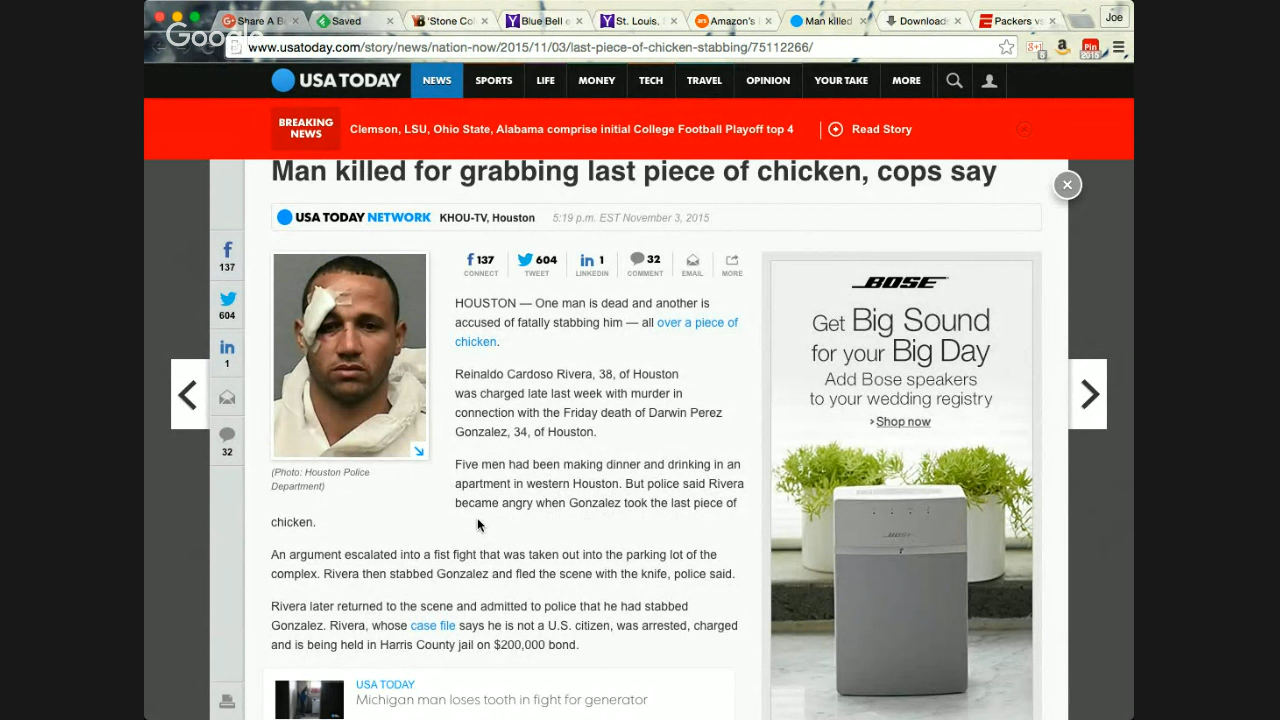 Share A B
Saved
'Stone Co
Blue Bell e
St. Louis,
Amazon's
Man killed
Download
Packers vs
Joe
Google
www.usatoday.com/story/news/nation-now/2015/11/03/last-piece-of-chicken-stabbing/75112266/
USA TODAY NEWS SPORTS LIFE MONEY TECH TRAVEL OPINION YOUR TAKE MORE
BREAKING
NEWS
Clemson, LSU, Ohio State, Alabama comprise initial College Football Playoff top 4
Read Story
Man killed for grabbing last piece of chicken, cops say
USA TODAY NETWORK KHOU-TV, Houston 5:19 p.m. EST November 3, 2015
137
604
1
32
137 CONNECT
604 TWEET
in 1 LINKEDIN
32 COMMENT
EMAIL
MORE
(Photo: Houston Police
Department)
HOUSTON — One man is dead and another is
accused of fatally stabbing him — all over a piece of
chicken.
Reinaldo Cardoso Rivera, 38, of Houston
was charged late last week with murder in
connection with the Friday death of Darwin Perez
Gonzalez, 34, of Houston.
Five men had been making dinner and drinking in an
apartment in western Houston. But police said Rivera
became angry when Gonzalez took the last piece of
chicken.
An argument escalated into a fist fight that was taken out into the parking lot of the
complex. Rivera then stabbed Gonzalez and fled the scene with the knife, police said.
Rivera later returned to the scene and admitted to police that he had stabbed
Gonzalez. Rivera, whose case file says he is not a U.S. citizen, was arrested, charged
and is being held in Harris County jail on $200,000 bond.
USA TODAY
Michigan man loses tooth in fight for generator
BOSE
Get Big Sound
for your Big Day
Add Bose speakers
to your wedding registry
Shop now
BOSE